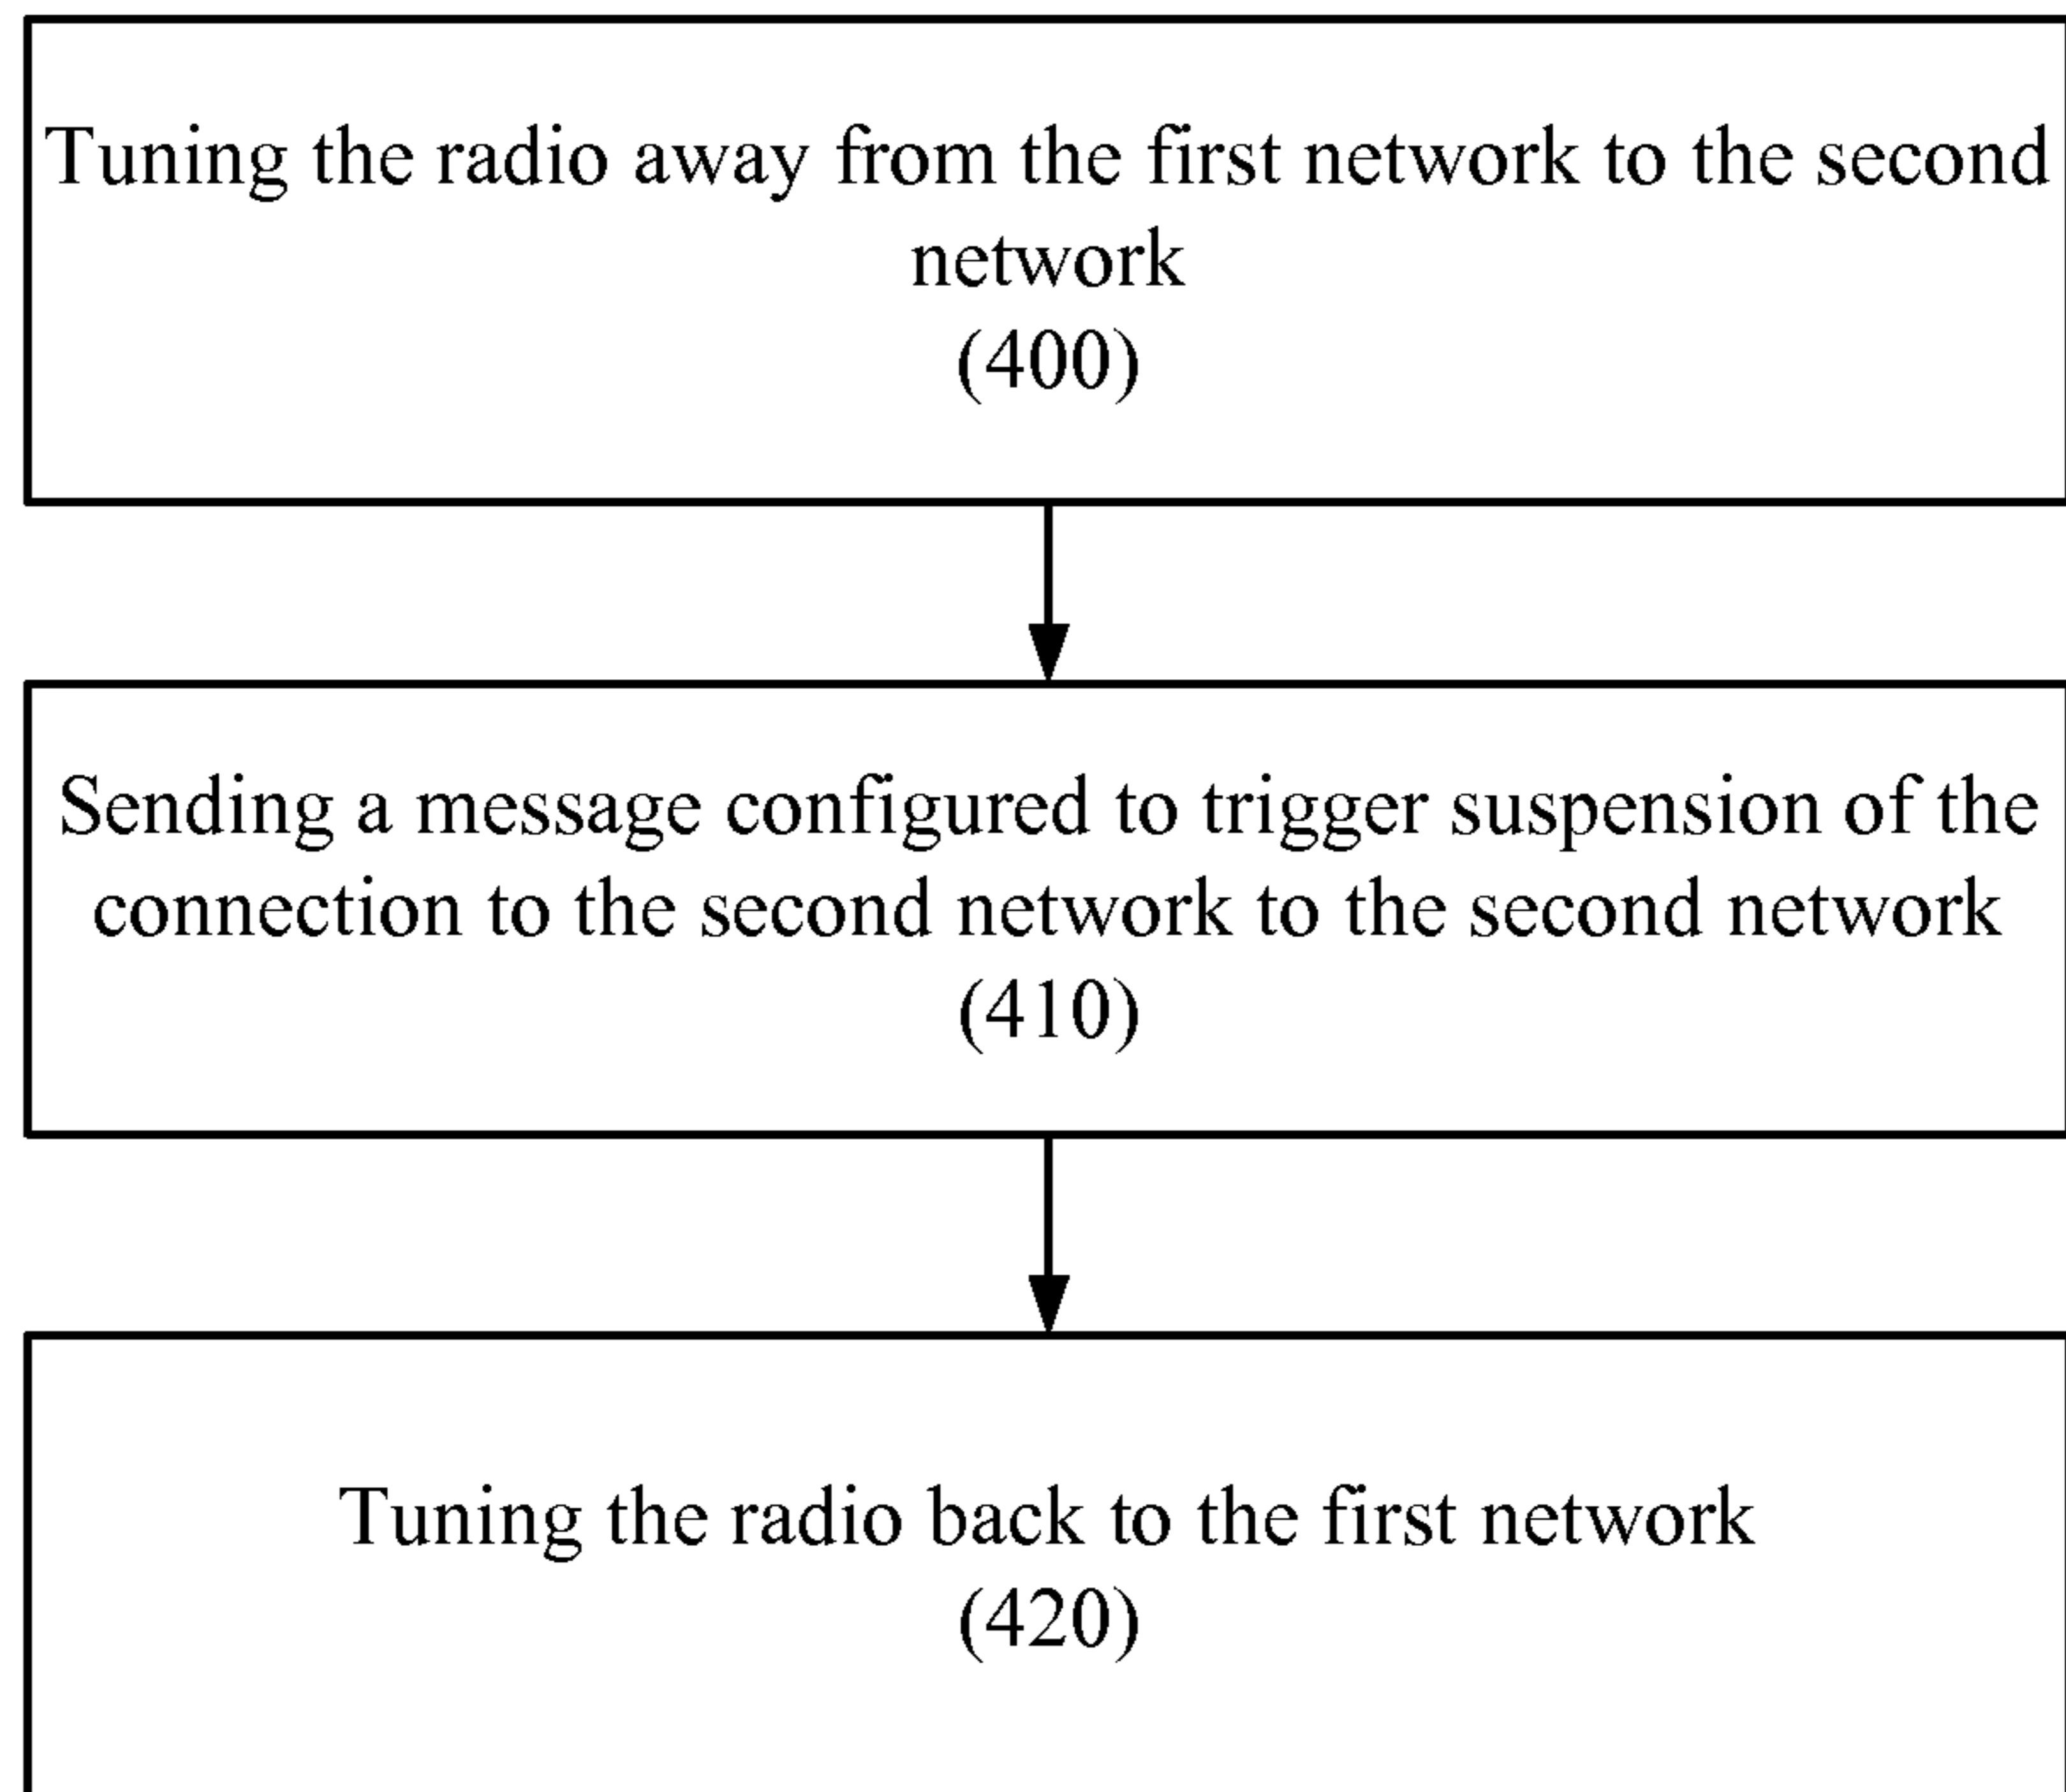 Tuning the radio away from the first network to the second
network
(400)
Sending a message configured to trigger suspension of the
connection to the second network to the second network
(410)
Tuning the radio back to the first network
(420)